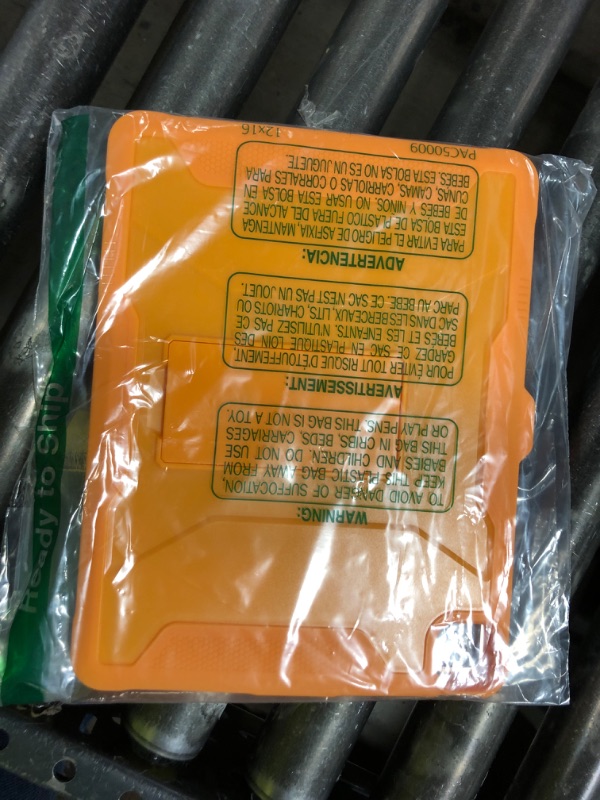 WARNING:
TO AVOID DANGER OF SUFFOCATION,
KEEP THIS PLASTIC BAG AWAY FROM
BABIES AND CHILDREN. DO NOT USE
THIS BAG IN CRIBS, BEDS, CARRIAGES
OR PLAY PENS. THIS BAG IS NOT A TOY.
AVERTISSEMENT:
POUR ÉVITER TOUT RISQUE D'ÉTOUFFEMENT,
GARDEZ CE SAC EN PLASTIQUE LOIN DES
BÉBÉS ET LES ENFANTS. N'UTILISEZ PAS CE
SAC DANS LES BERCEAUX, LITS, CHARIOTS OU
PARC AU BÉBÉ. CE SAC N'EST PAS UN JOUET.
ADVERTENCIA:
PARA EVITAR EL PELIGRO DE ASFIXIA, MANTENGA
ESTA BOLSA DE PLASTICO FUERA DEL ALCANCE
DE BEBES Y NINOS. NO USAR ESTA BOLSA EN
CUNAS, CAMAS, CARRIOLAS O CORRALES PARA
BEBES. ESTA BOLSA NO ES UN JUGUETE.
PAC50009
12x16
Ready to Ship